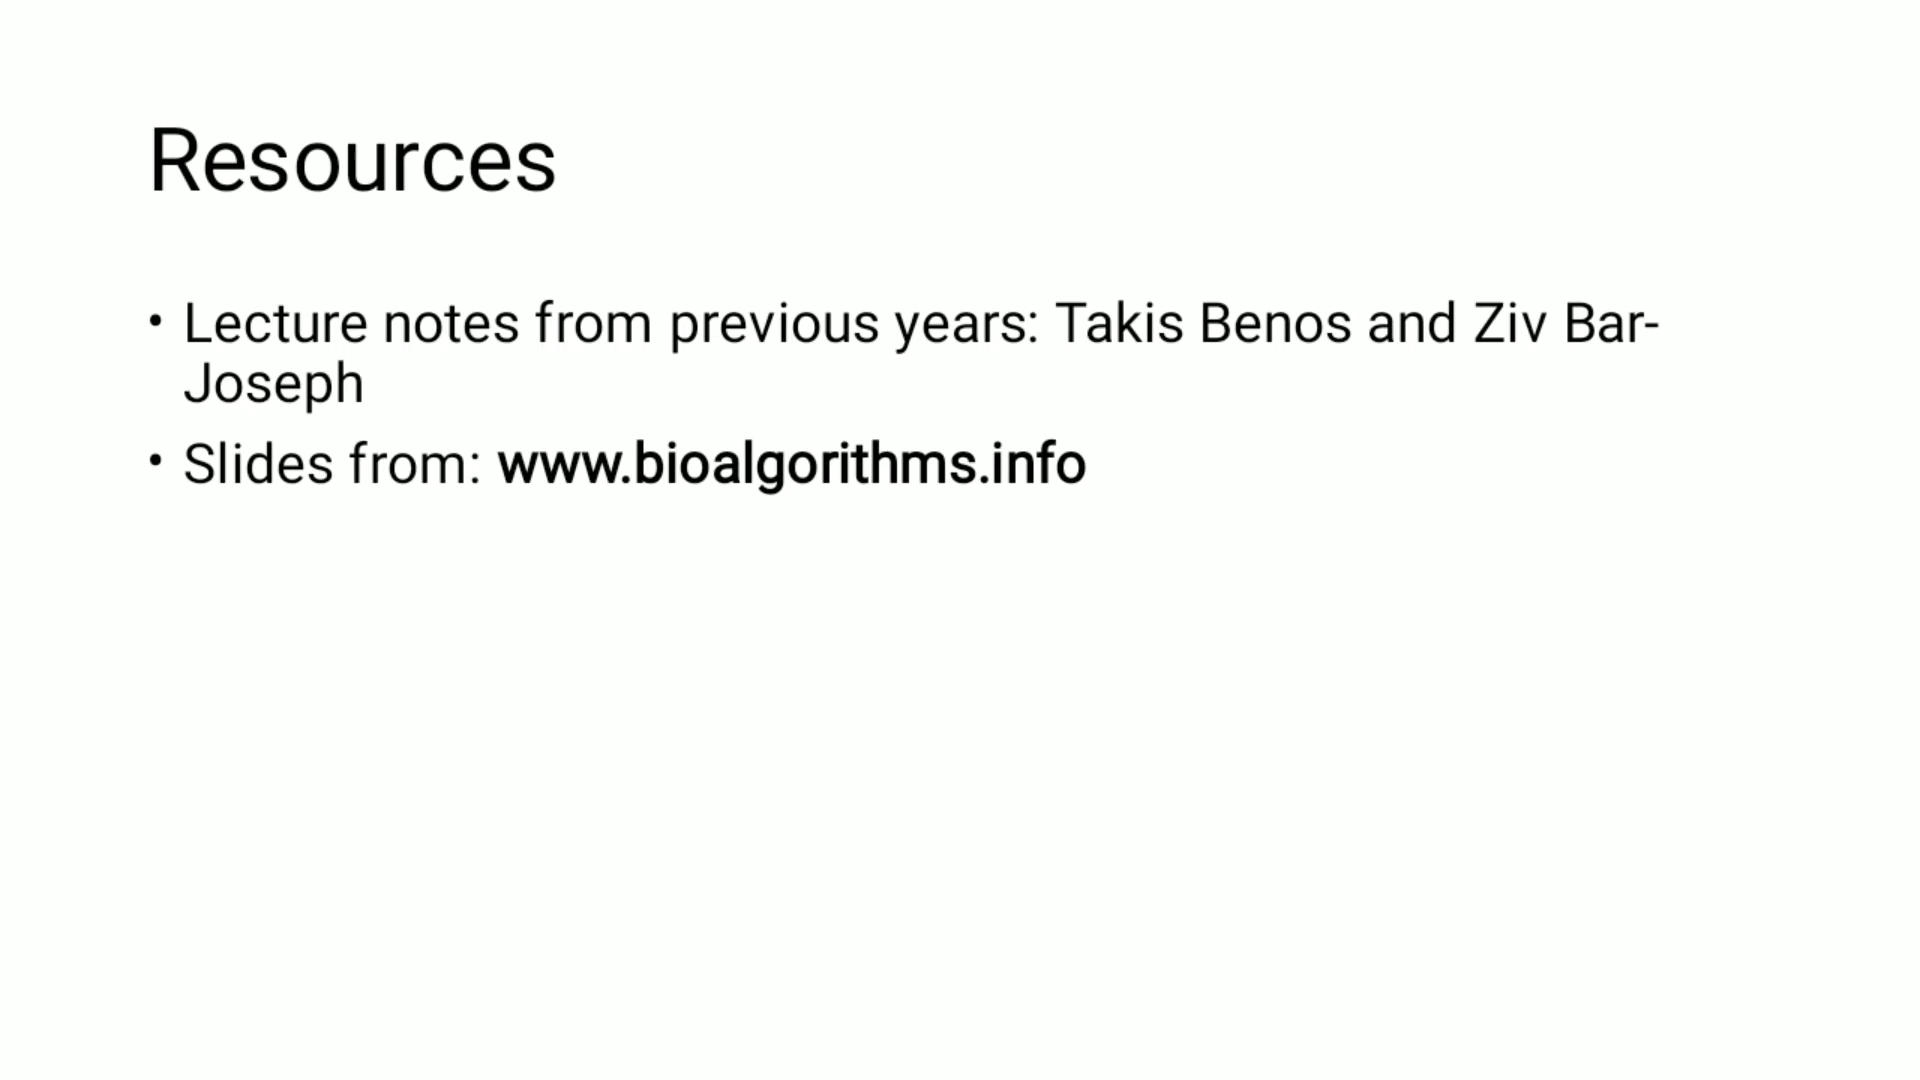 Resources
• Lecture notes from previous years: Takis Benos and Ziv Bar-
Joseph
• Slides from: www.bioalgorithms.info